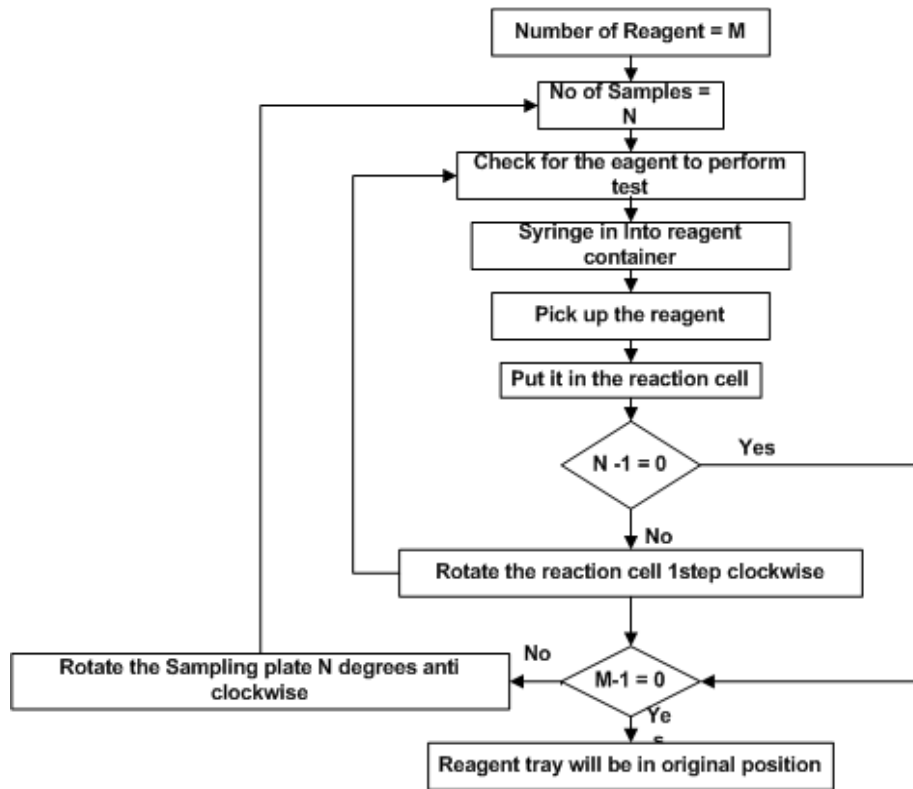 Number of Reagent = M
No of Samples =
N
Check for the eagent to perform
test
Syringe in Into reagent
container
Pick up the reagent
Put it in the reaction cell
N -1 = 0
Yes
No
Rotate the reaction cell 1step clockwise
Rotate the Sampling plate N degrees anti
clockwise
No
M-1 = 0
Ye
s
Reagent tray will be in original position